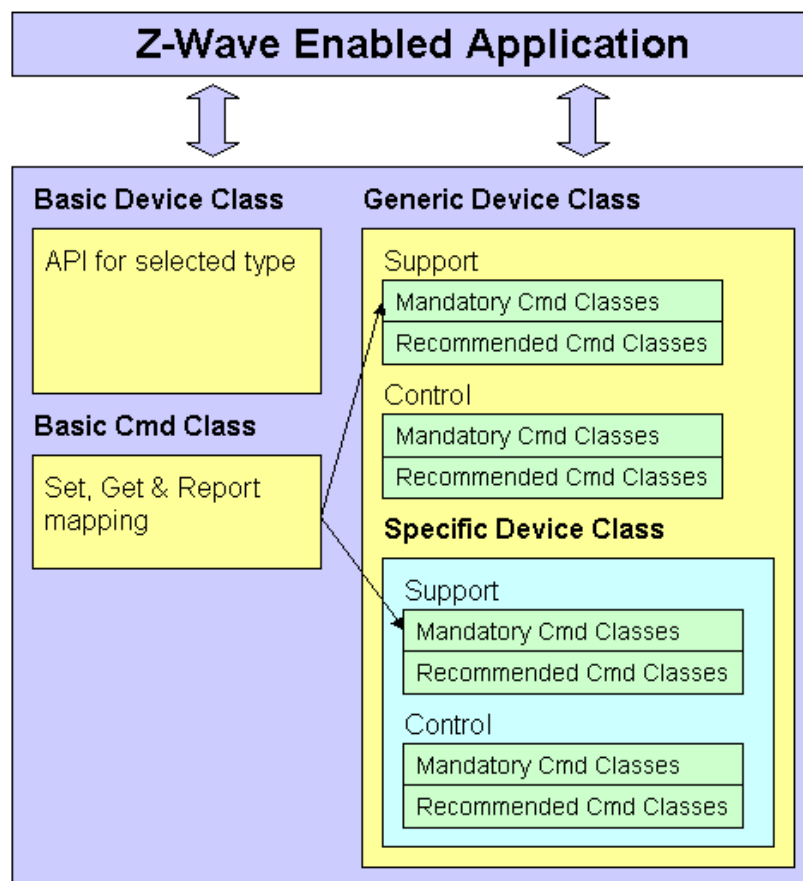 Z-Wave Enabled Application
Basic Device Class
API for selected type
Basic Cmd Class
Set, Get & Report
mapping
Generic Device Class
Support
Mandatory Cmd Classes
Recommended Cmd Classes
Control
Mandatory Cmd Classes
Recommended Cmd Classes
Specific Device Class
Support
Mandatory Cmd Classes
Recommended Cmd Classes
Control
Mandatory Cmd Classes
Recommended Cmd Classes